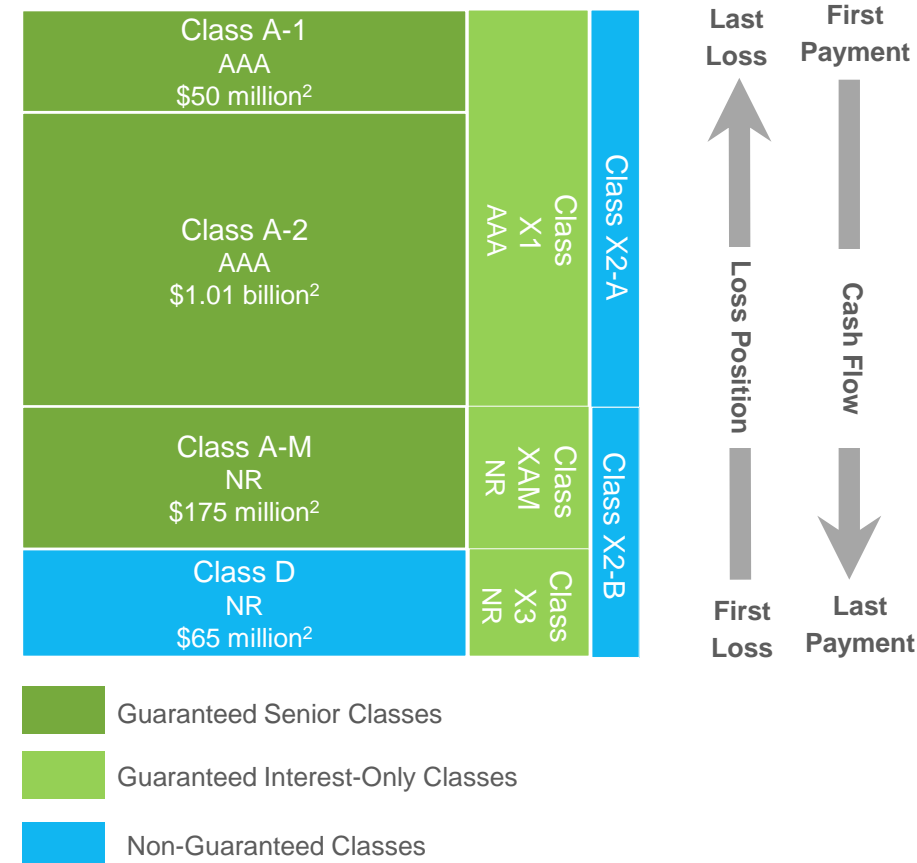 Class A-1
AAA
$50 million2
Class A-2
AAA
$1.01 billion2
Class A-M
NR
$175 million2
Class D
NR
$65 million2
Class
X1
AAA
Class
XAM
NR
Class
X3
NR
Class X2-A
Class X2-B
Last
Loss
Loss Position
First
Loss
First
Payment
Cash Flow
Last
Payment
Guaranteed Senior Classes
Guaranteed Interest-Only Classes
Non-Guaranteed Classes